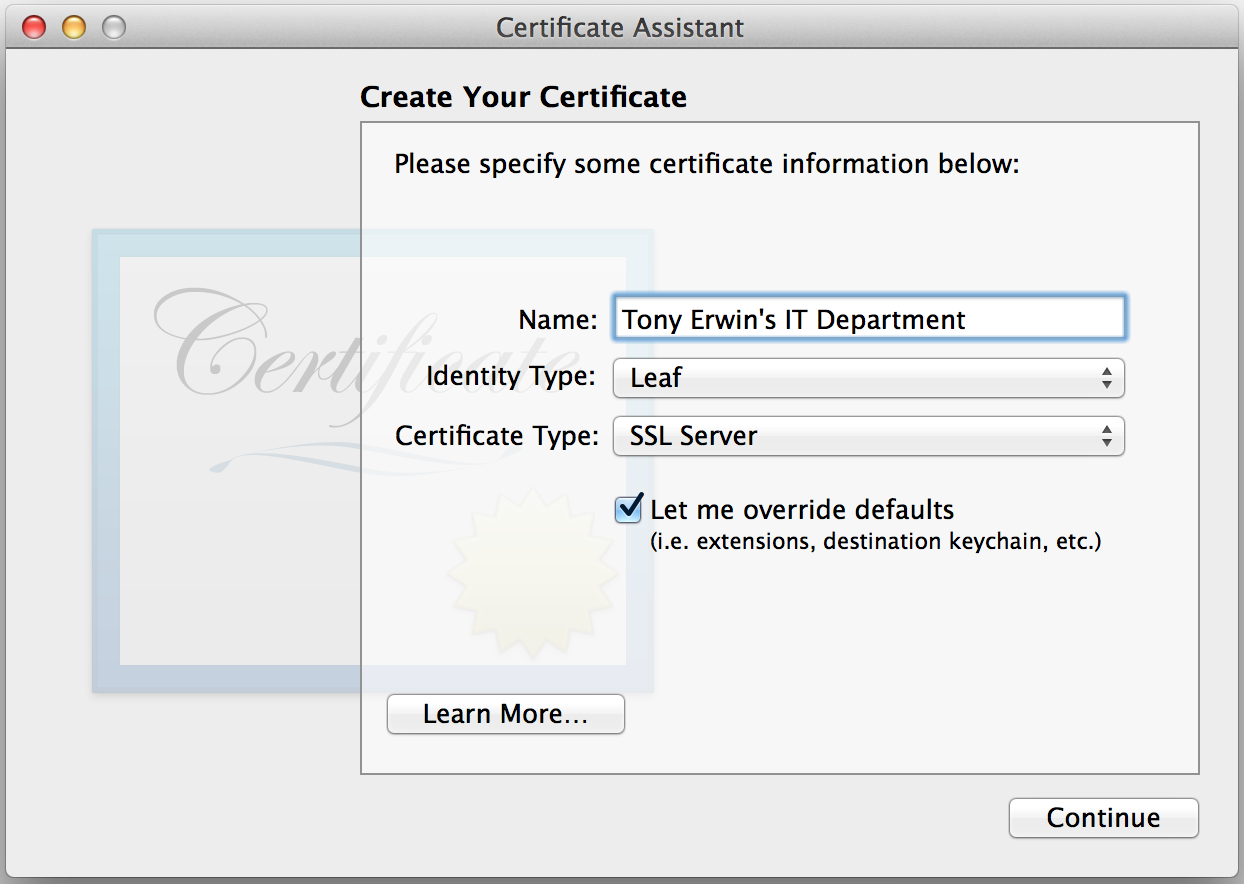 Certificate Assistant
Create Your Certificate
Please specify some certificate information below:
Certificate
Name: Tony Erwin's IT Department
Identity Type: Leaf
Certificate Type: SSL Server
Let me override defaults
(i.e. extensions, destination keychain, etc.)
Learn More...
Continue